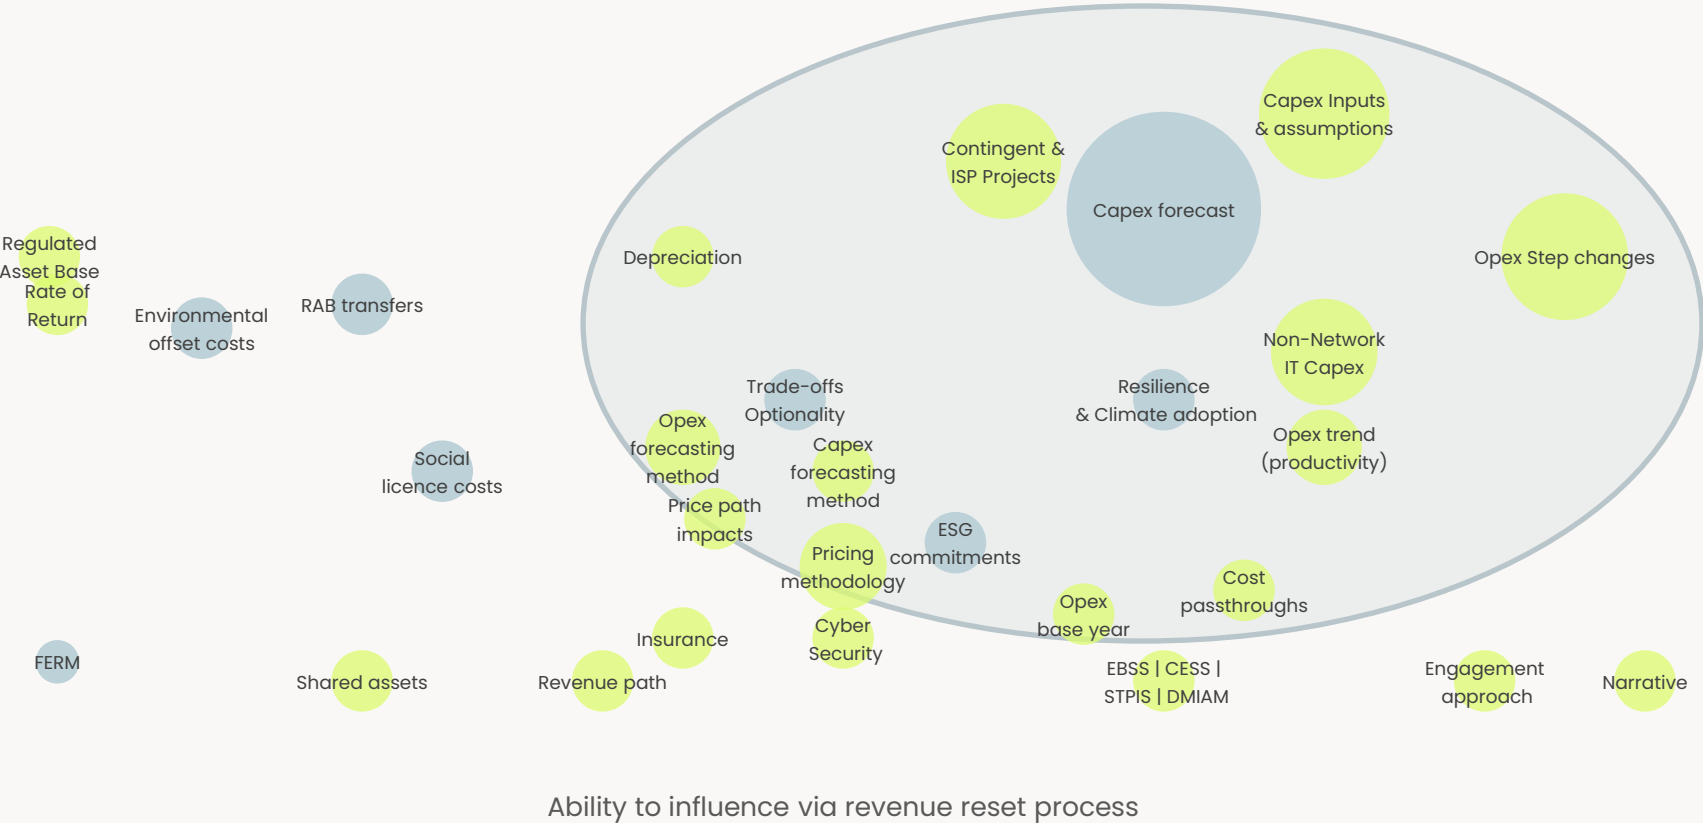 Capex Inputs
& assumptions
Contingent &
ISP Projects
Capex forecast
Regulated
Asset Base
Rate of
Return
Environmental
offset costs
RAB transfers
Depreciation
Opex Step changes
Non-Network
IT Capex
Trade-offs
Optionality
Resilience
& Climate adoption
Opex
forecasting
method
Capex
forecasting
method
Opex trend
(productivity)
Social
licence costs
Price path
impacts
Pricing
methodology
ESG
commitments
Opex
base year
Cost
passthroughs
Cyber
Security
Insurance
FERM
Shared assets
Revenue path
EBSS | CESS |
STPIS | DMIAM
Engagement
approach
Narrative
Ability to influence via revenue reset process